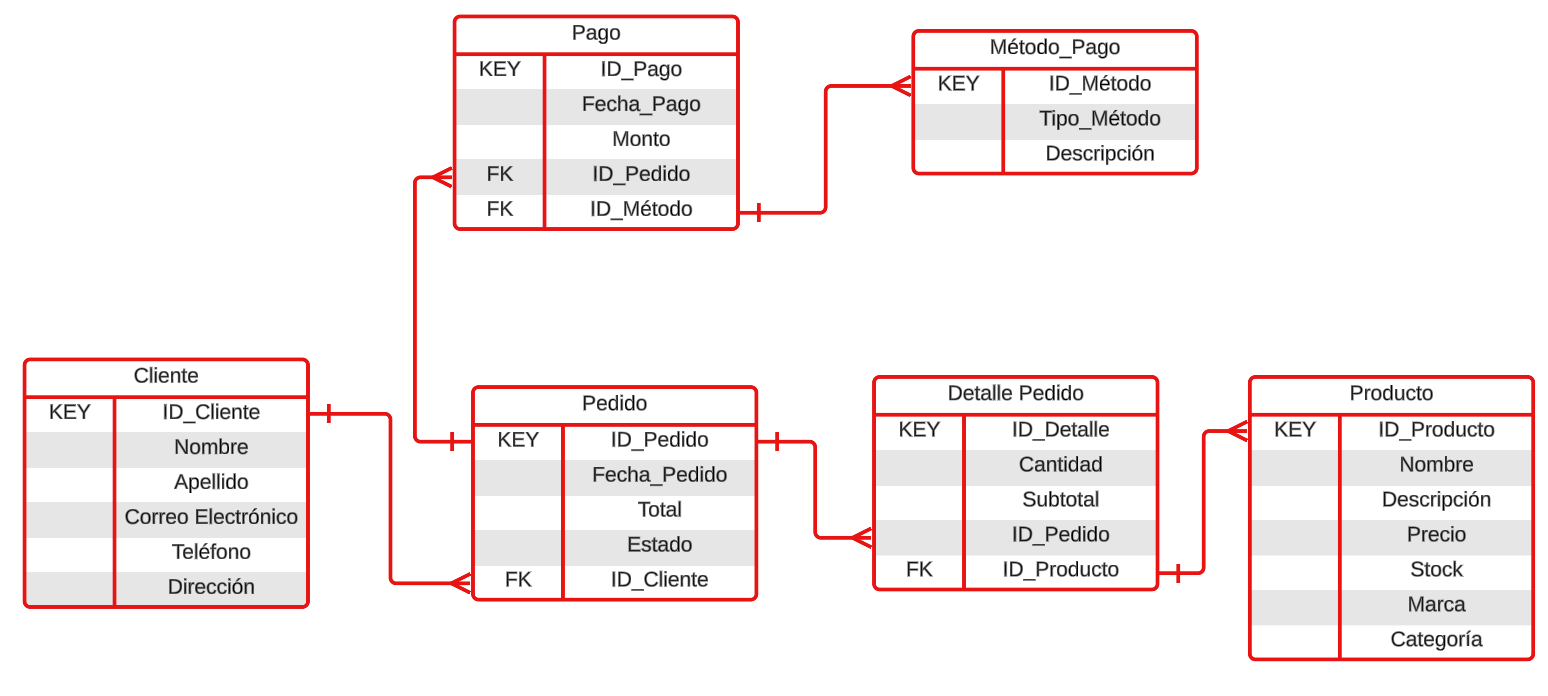 Pago
KEY ID_Pago
Fecha_Pago
Monto
FK ID_Pedido
FK ID_Método
Método_Pago
KEY ID_Método
Tipo_Método
Descripción
Cliente
KEY ID_Cliente
Nombre
Apellido
Correo Electrónico
Teléfono
Dirección
Pedido
KEY ID_Pedido
Fecha_Pedido
Total
Estado
FK ID_Cliente
Detalle Pedido
KEY ID_Detalle
Cantidad
Subtotal
ID_Pedido
FK ID_Producto
Producto
KEY ID_Producto
Nombre
Descripción
Precio
Stock
Marca
Categoría